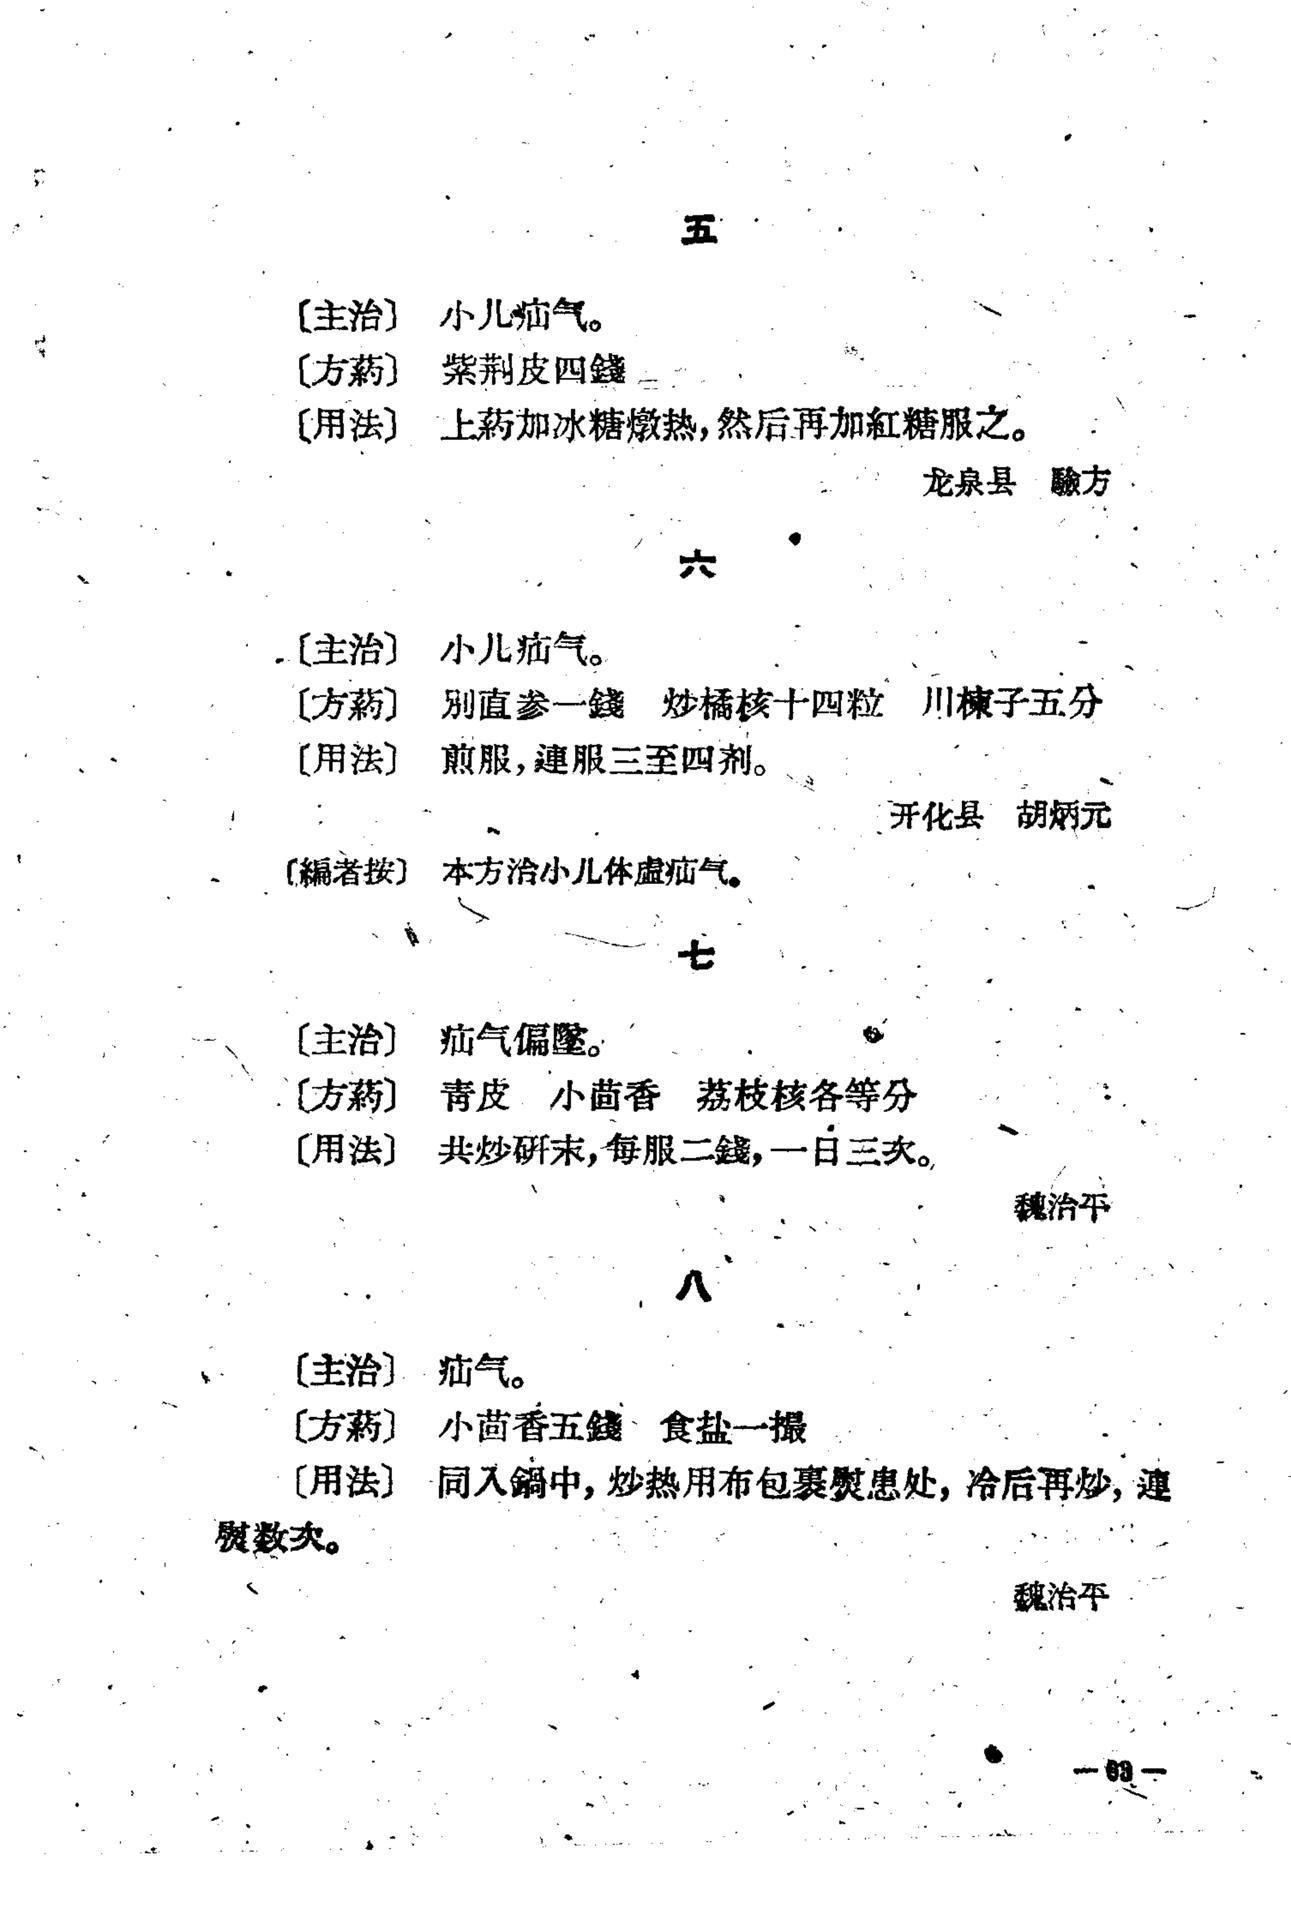 五
〔主治〕　小儿疝气。
〔方葯〕　紫荆皮四錢
〔用法〕　上葯加冰糖燉热，然后再加紅糖服之。
龙泉县　驗方
六
〔主治〕　小儿疝气。
〔方葯〕　別直参一錢　炒橘核十四粒　川楝子五分
〔用法〕　煎服，連服三至四剂。
开化县　胡炳元
〔編者按〕　本方治小儿体虛疝气。
七
〔主治〕　疝气偏墜。
〔方葯〕　青皮　小茴香　荔枝核各等分
〔用法〕　共炒研末，每服二錢，一日三次。
魏治平
八
〔主治〕　疝气。
〔方葯〕　小茴香五錢　食盐一撮
〔用法〕　同入鍋中，炒热用布包裹熨患处，冷后再炒，連
熨数次。
魏治平